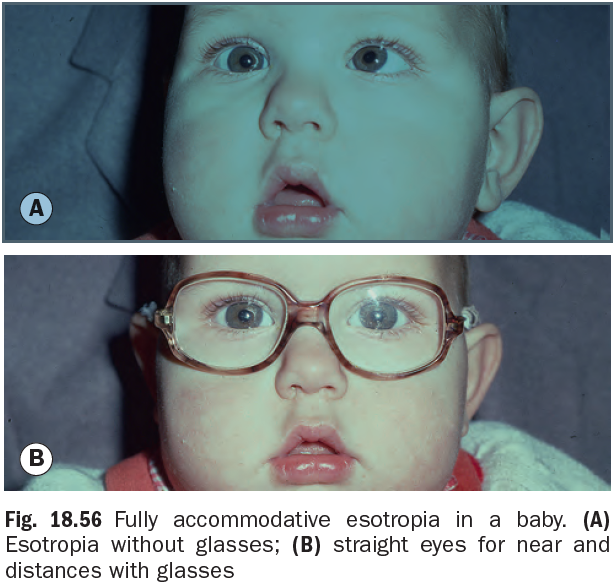 A
B
Fig. 18.56 Fully accommodative esotropia in a baby. (A)
Esotropia without glasses; (B) straight eyes for near and
distances with glasses